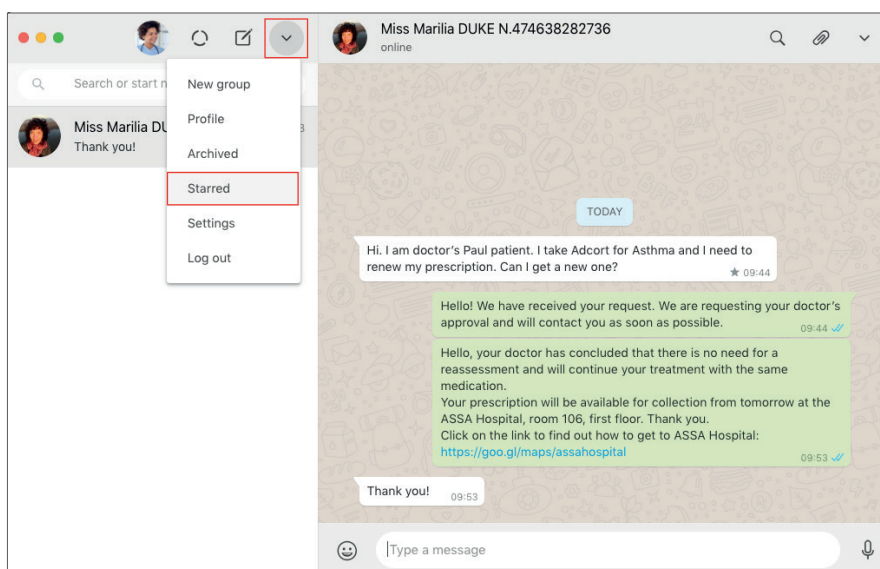 Miss Marilia DUKE N.474638282736
online
Search or start n
New group
Profile
Archived
Starred
Settings
Log out
Miss Marilia DU
3
Thank you!
TODAY
Hi. I am doctor's Paul patient. I take Adcort for Asthma and I need to
renew my prescription. Can I get a new one?
09:44
Hello! We have received your request. We are requesting your doctor's
approval and will contact you as soon as possible.
09:44
Hello, your doctor has concluded that there is no need for a
reassessment and will continue your treatment with the same
medication.
Your prescription will be available for collection from tomorrow at the
ASSA Hospital, room 106, first floor. Thank you.
Click on the link to find out how to get to ASSA Hospital:
https://goo.gl/maps/assahospital
09:53
Thank you!
09:53
Type a message